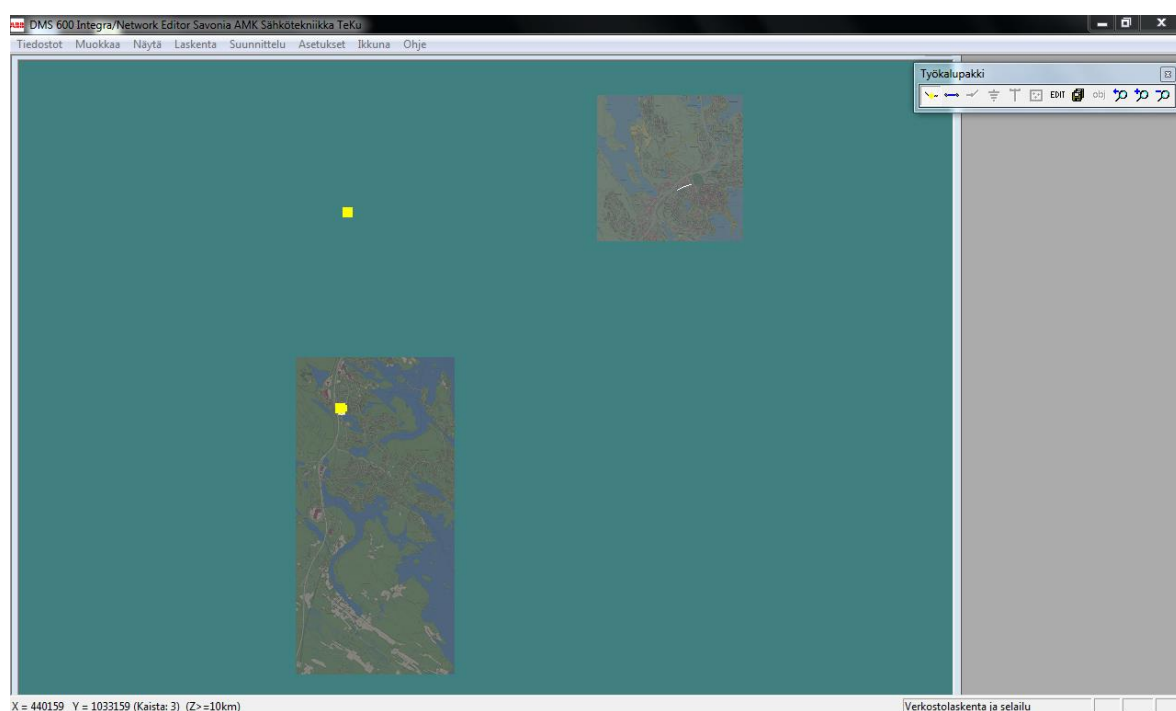 ABB DMS 600 Integra/Network Editor Savonia AMK Sähkötekniikka TeKu
Tiedostot Muokkaa Näytä Laskenta Suunnittelu Asetukset Ikkuna Ohje
Työkalupakki
EDIT obj
X = 440159 Y = 1033159 (Kaista: 3) (Z>=10km)
Verkostolaskenta ja selailu